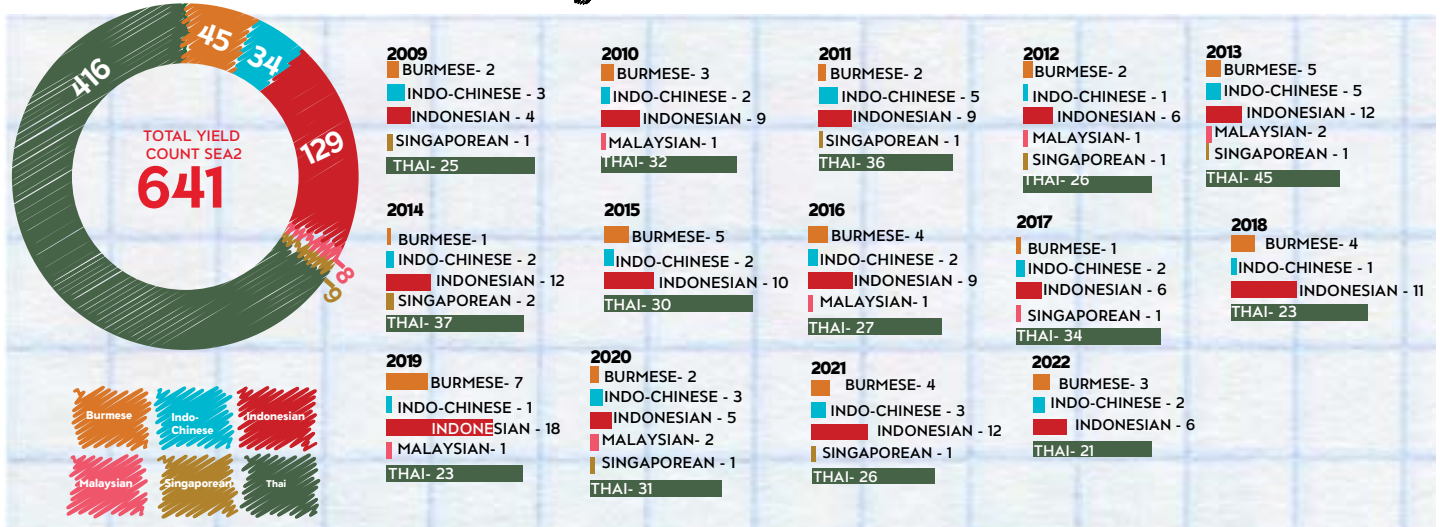 416
45
34
129
8
9
TOTAL YIELD
COUNT SEA2
641
Burmese
Indo-
Chinese
Indonesian
Malaysian
Singaporean
Thai
2009
BURMESE- 2
INDO-CHINESE - 3
INDONESIAN - 4
SINGAPOREAN - 1
THAI- 25
2010
BURMESE- 3
INDO-CHINESE - 2
INDONESIAN - 9
MALAYSIAN- 1
THAI- 32
2011
BURMESE- 2
INDO-CHINESE - 5
INDONESIAN - 9
SINGAPOREAN - 1
THAI- 36
2012
BURMESE- 2
INDO-CHINESE - 1
INDONESIAN - 6
MALAYSIAN- 1
SINGAPOREAN - 1
THAI- 26
2013
BURMESE- 5
INDO-CHINESE - 5
INDONESIAN - 12
MALAYSIAN- 2
SINGAPOREAN - 1
THAI- 45
2014
BURMESE- 1
INDO-CHINESE - 2
INDONESIAN - 12
SINGAPOREAN - 2
THAI- 37
2015
BURMESE- 5
INDO-CHINESE - 2
INDONESIAN - 10
THAI- 30
2016
BURMESE- 4
INDO-CHINESE - 2
INDONESIAN - 9
MALAYSIAN- 1
THAI- 27
2017
BURMESE- 1
INDO-CHINESE - 2
INDONESIAN - 6
SINGAPOREAN - 1
THAI- 34
2018
BURMESE- 4
INDO-CHINESE - 1
INDONESIAN - 11
THAI- 23
2019
BURMESE- 7
INDO-CHINESE - 1
INDONESIAN - 18
MALAYSIAN- 1
THAI- 23
2020
BURMESE- 2
INDO-CHINESE - 3
INDONESIAN - 5
MALAYSIAN- 2
SINGAPOREAN - 1
THAI- 31
2021
BURMESE- 4
INDO-CHINESE - 3
INDONESIAN - 12
SINGAPOREAN - 1
THAI- 26
2022
BURMESE- 3
INDO-CHINESE - 2
INDONESIAN - 6
THAI- 21